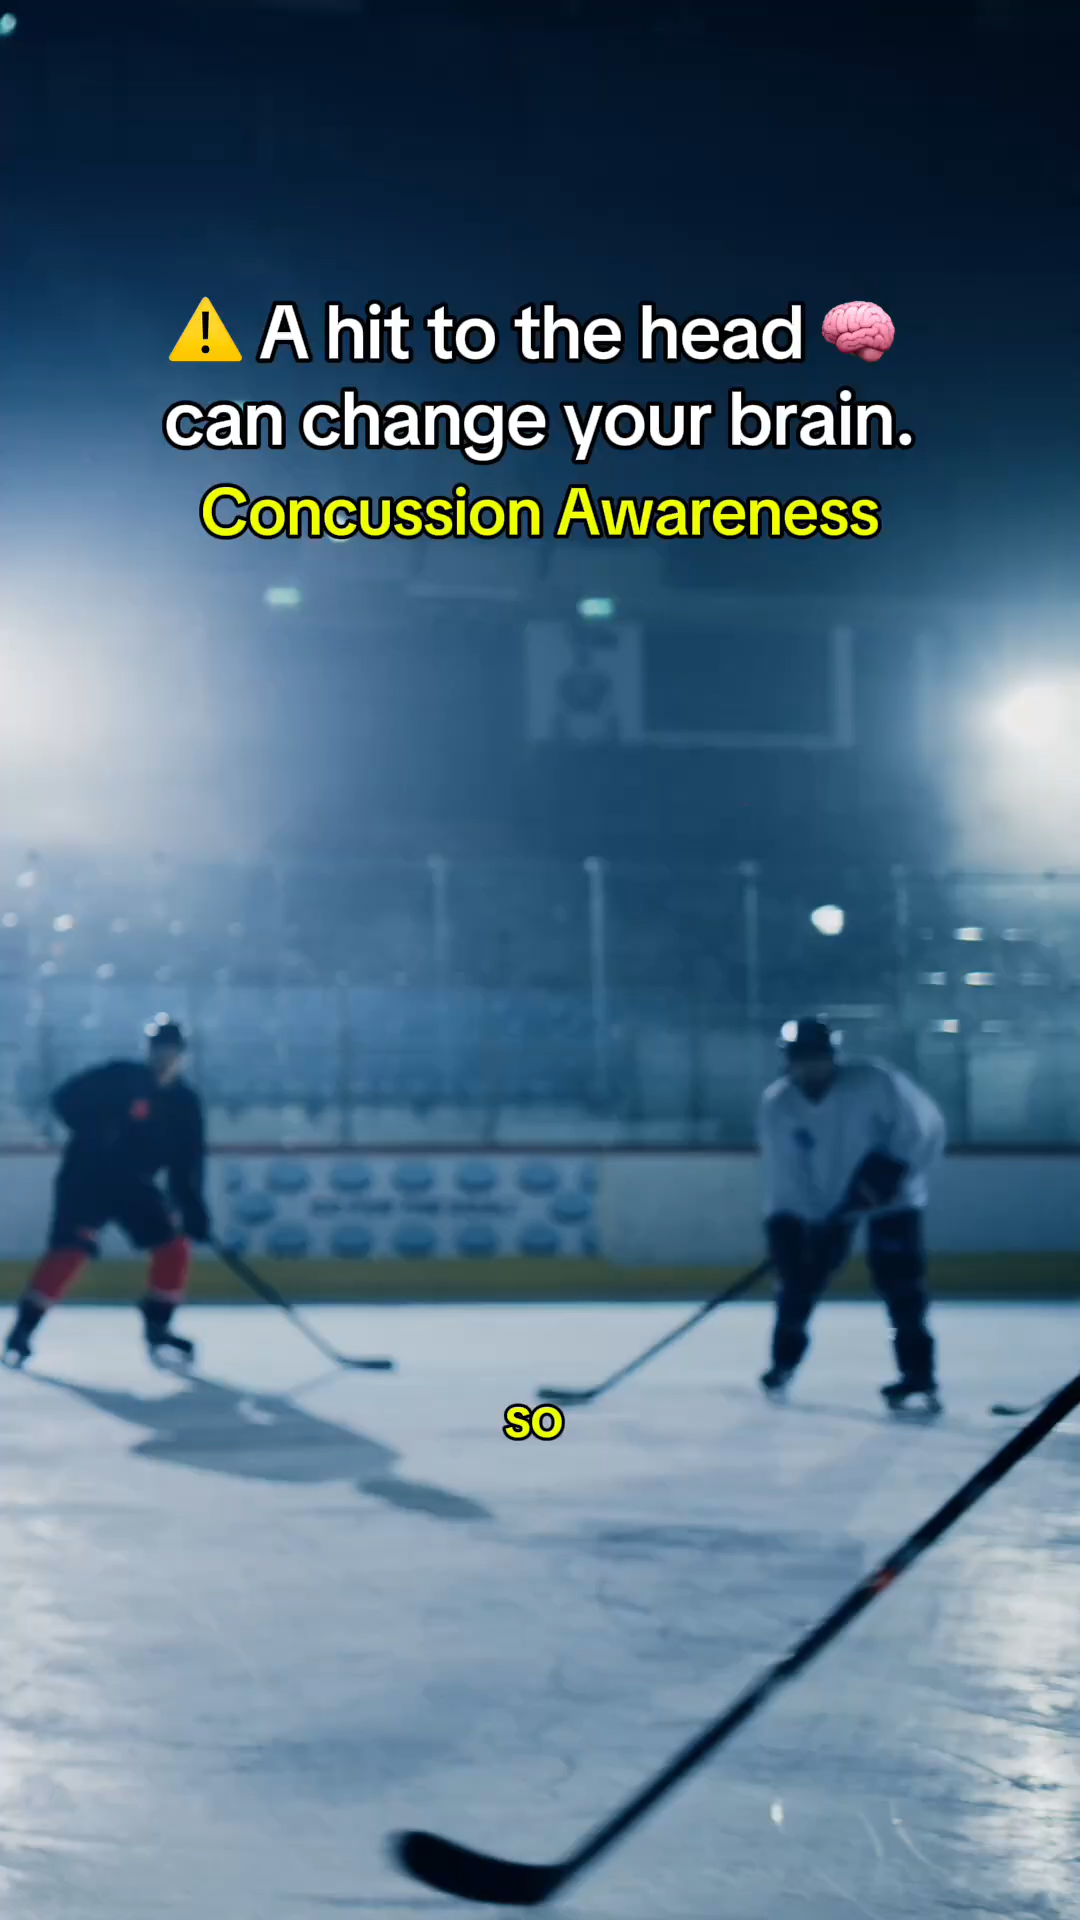 ⚠️ A hit to the head 🧠
can change your brain.
Concussion Awareness
so